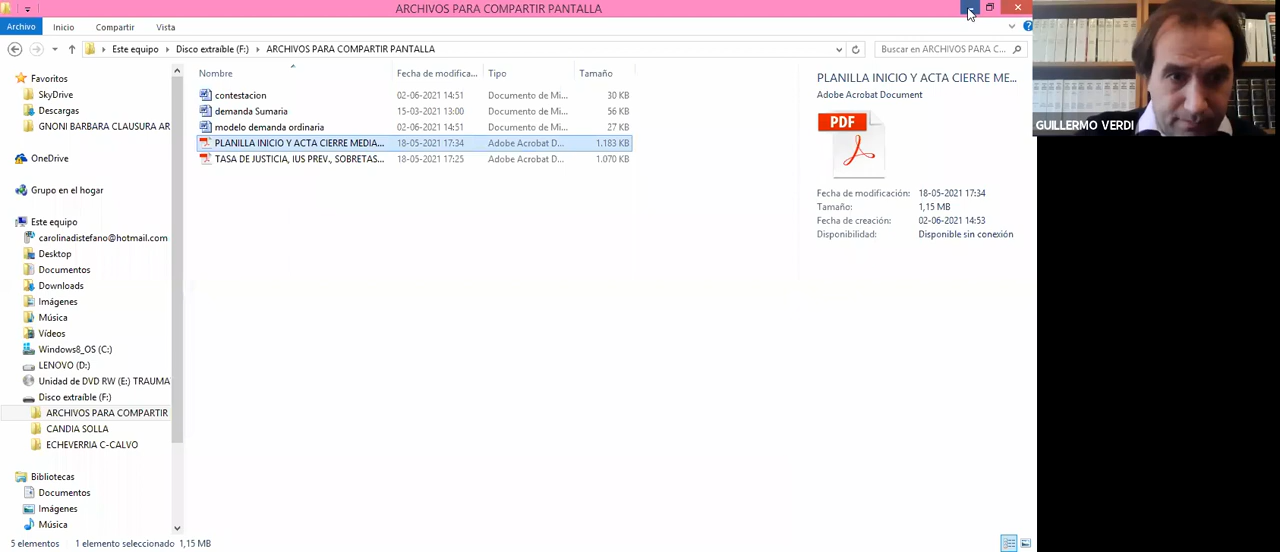 ARCHIVOS PARA COMPARTIR PANTALLA
Archivo Inicio Compartir Vista
Este equipo Disco extraíble (F:) ARCHIVOS PARA COMPARTIR PANTALLA Buscar en ARCHIVOS PARA C...
Favoritos
SkyDrive
Descargas
GNONI BARBARA CLAUSURA AR
OneDrive
Grupo en el hogar
Este equipo
carolinadistefano@hotmail.com
Desktop
Documentos
Downloads
Imágenes
Música
Vídeos
Windows8_OS (C:)
LENOVO (D:)
Unidad de DVD RW (E:) TRAUMA
Disco extraíble (F:)
ARCHIVOS PARA COMPARTIR
CANDIA SOLLA
ECHEVERRIA C-CALVO
Bibliotecas
Documentos
Imágenes
Música
Nombre Fecha de modifica... Tipo Tamaño
contestacion 02-06-2021 14:51 Documento de Mi... 30 KB
demanda Sumaria 15-03-2021 13:00 Documento de Mi... 56 KB
modelo demanda ordinaria 02-06-2021 14:51 Documento de Mi... 27 KB
PLANILLA INICIO Y ACTA CIERRE MEDIA... 18-05-2021 17:34 Adobe Acrobat D... 1.183 KB
TASA DE JUSTICIA, IUS PREV., SOBRETAS... 18-05-2021 17:25 Adobe Acrobat D... 1.070 KB
PLANILLA INICIO Y ACTA CIERRE ME...
Adobe Acrobat Document
PDF
Fecha de modificación: 18-05-2021 17:34
Tamaño: 1,15 MB
Fecha de creación: 02-06-2021 14:53
Disponibilidad: Disponible sin conexión
GUILLERMO VERDI
5 elementos 1 elemento seleccionado 1,15 MB